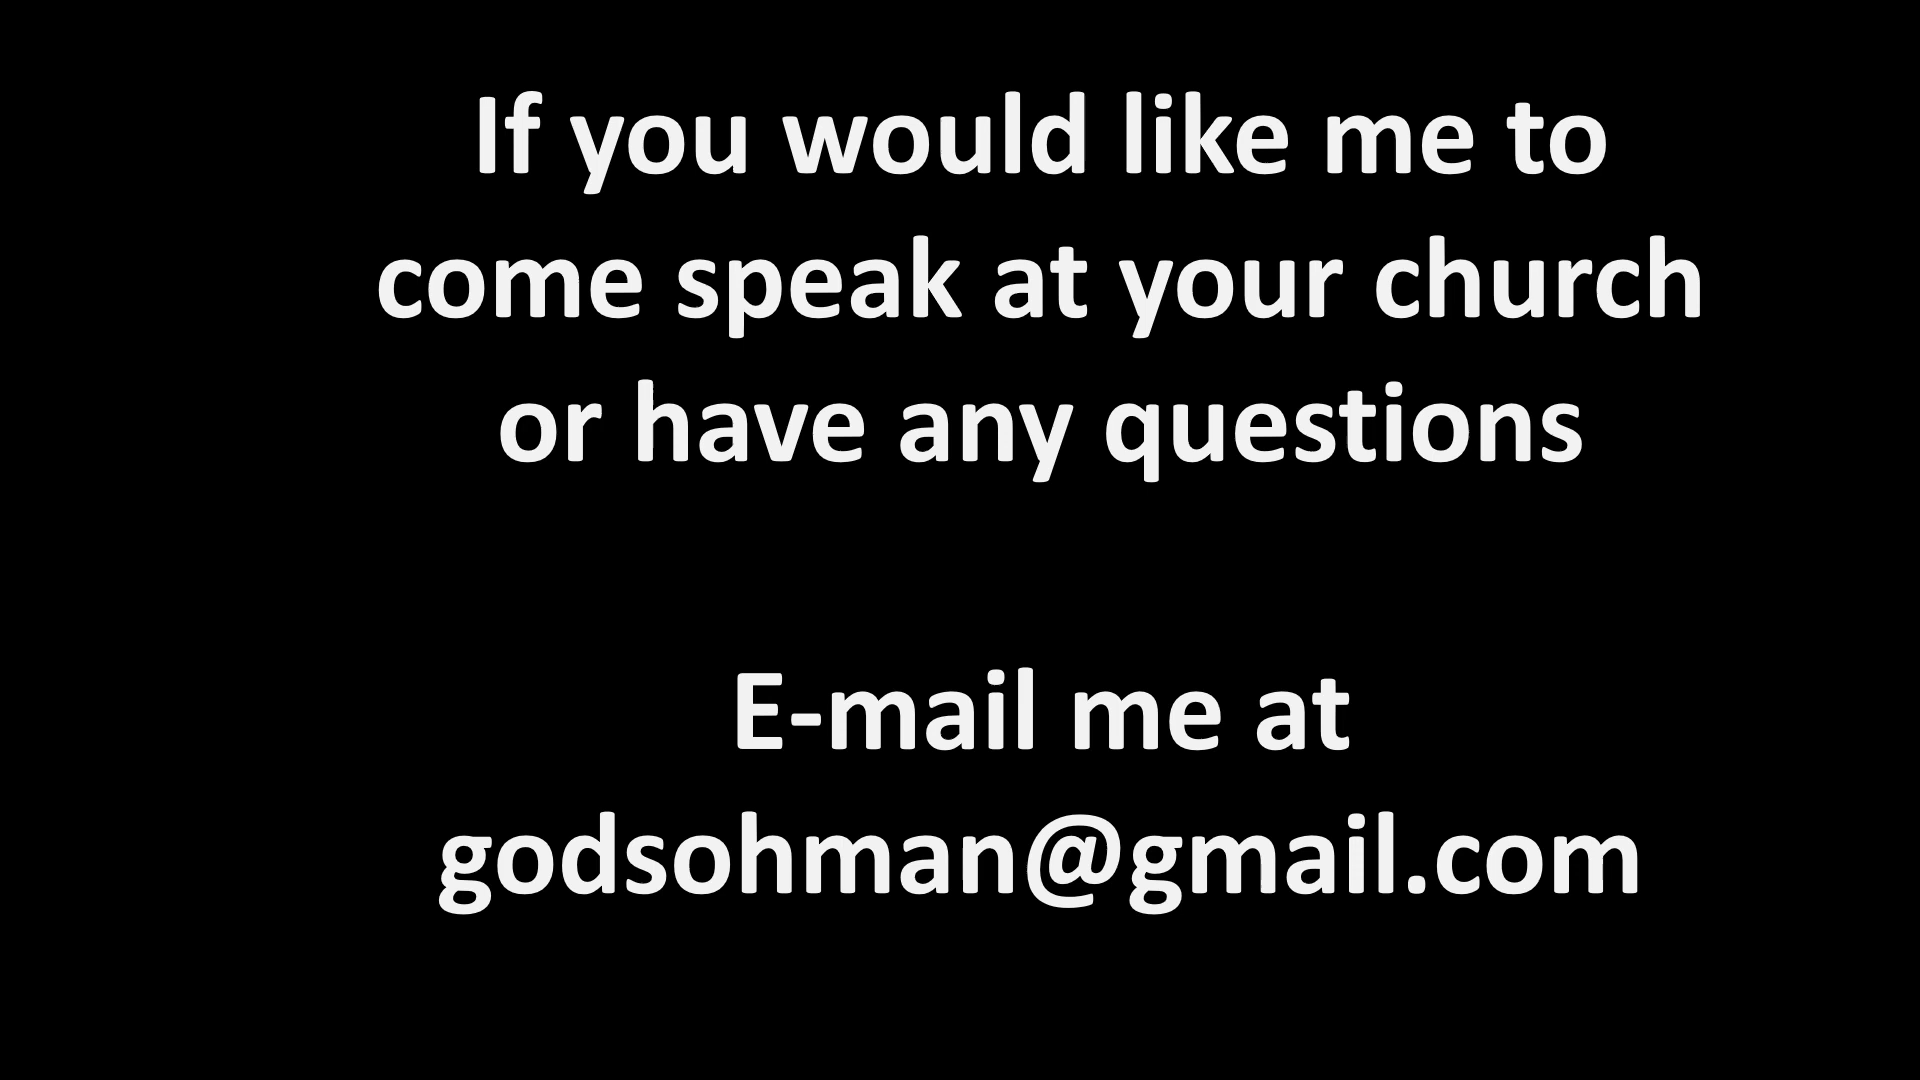 If you would like me to
come speak at your church
or have any questions
E-mail me at
godsohman@gmail.com